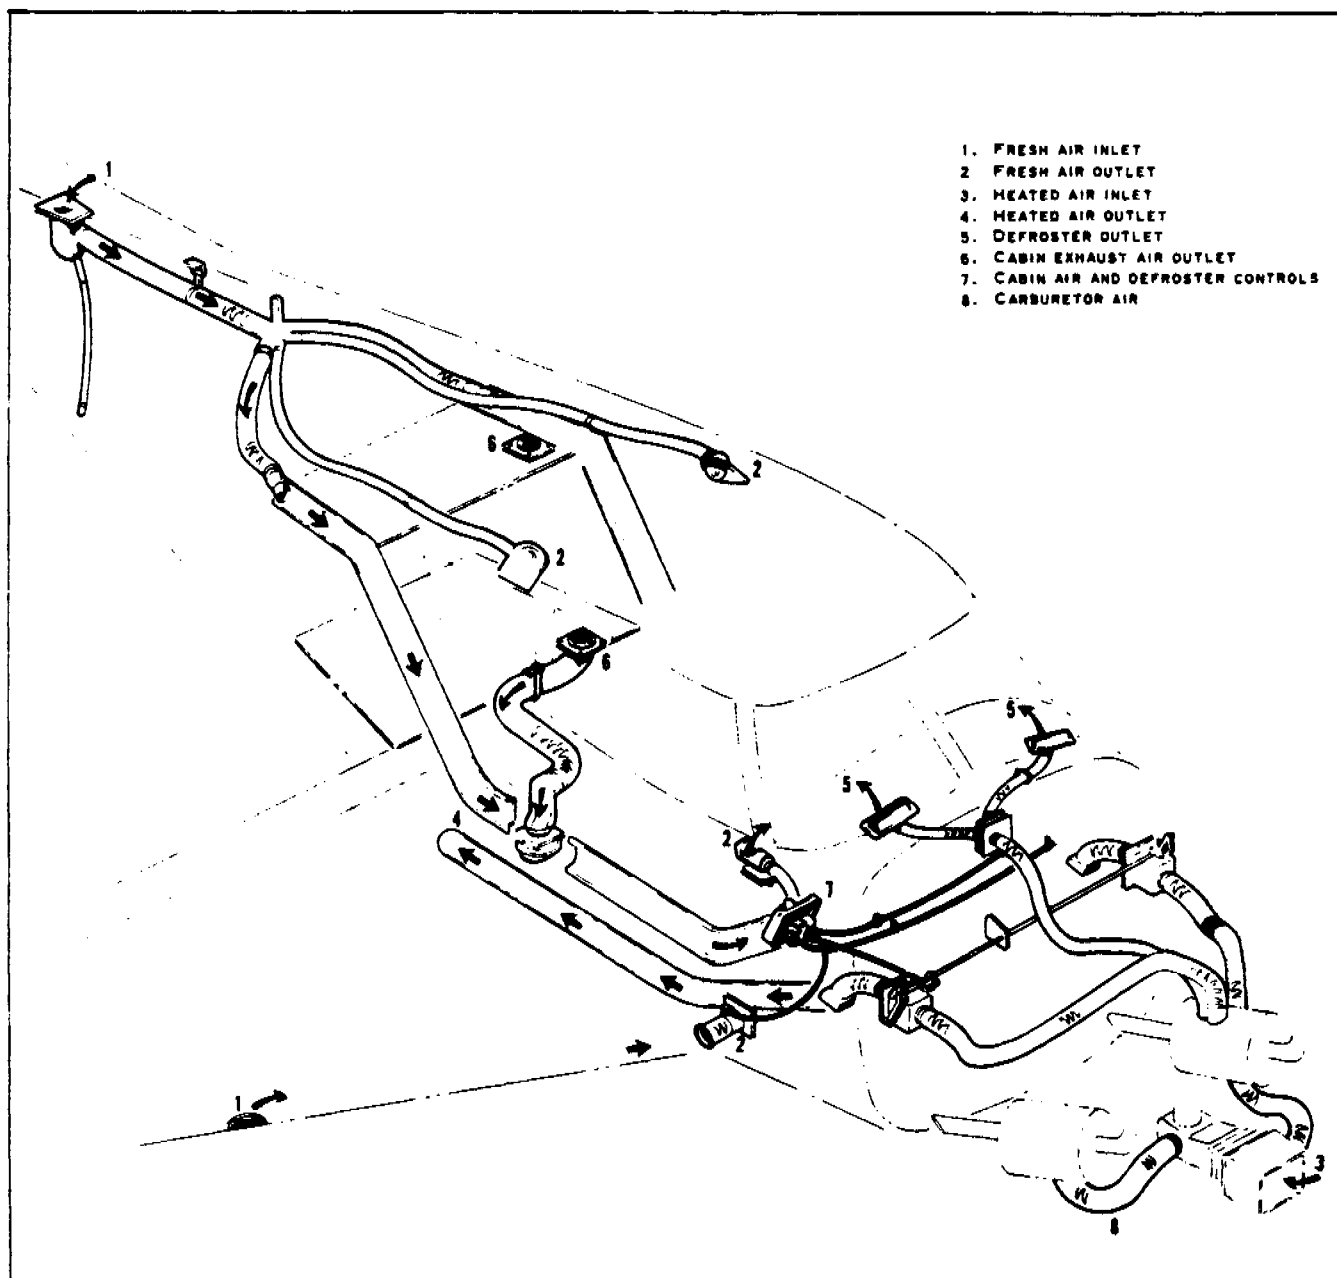 1. FRESH AIR INLET
2 FRESH AIR OUTLET
3. HEATED AIR INLET
4. HEATED AIR OUTLET
5. DEFROSTER OUTLET
6. CABIN EXHAUST AIR OUTLET
7. CABIN AIR AND DEFROSTER CONTROLS
8. CARBURETOR AIR
1
6
2
2
6
5
5
4
2
7
2
1
3
8